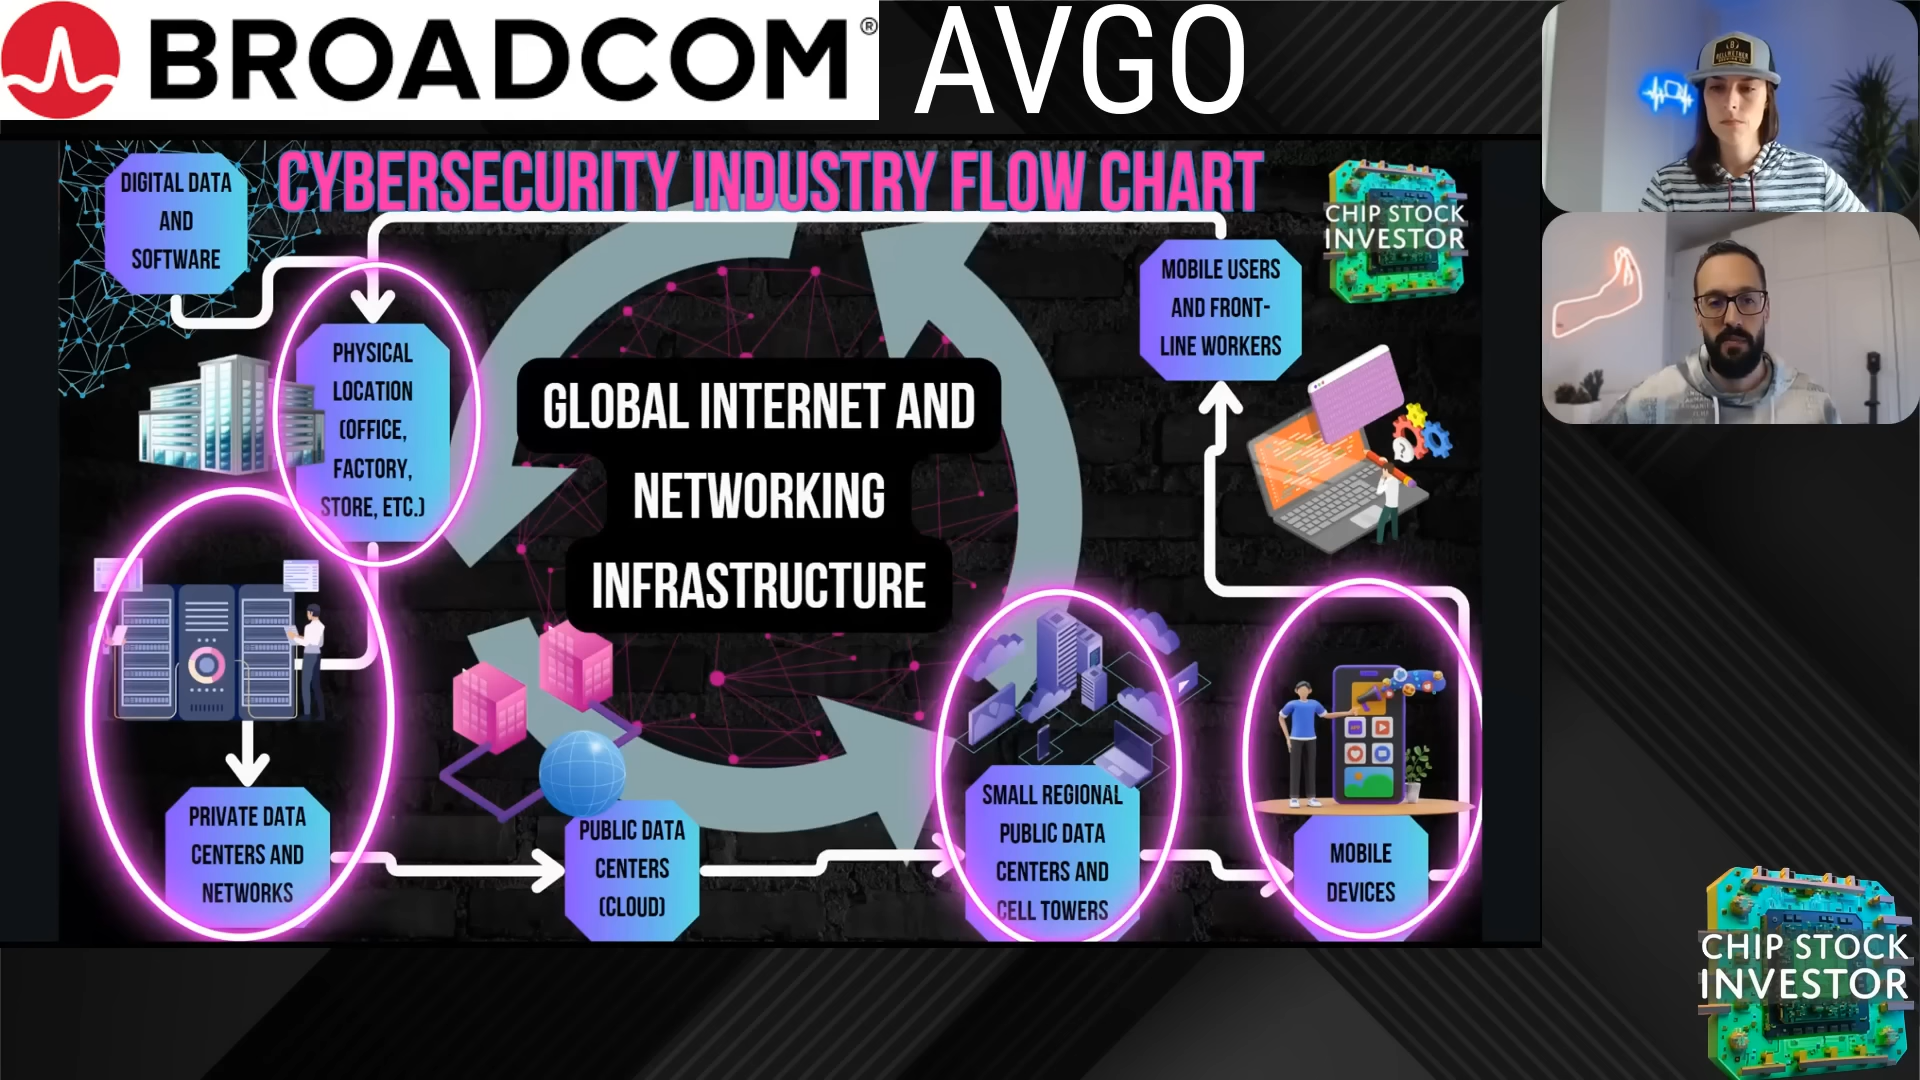 BROADCOM® AVGO
CYBERSECURITY INDUSTRY FLOW CHART
DIGITAL DATA
AND
SOFTWARE
CHIP STOCK
INVESTOR
MOBILE USERS
AND FRONT-
LINE WORKERS
PHYSICAL
LOCATION
(OFFICE,
FACTORY,
STORE, ETC.)
GLOBAL INTERNET AND
NETWORKING
INFRASTRUCTURE
PRIVATE DATA
CENTERS AND
NETWORKS
PUBLIC DATA
CENTERS
(CLOUD)
SMALL REGIONAL
PUBLIC DATA
CENTERS AND
CELL TOWERS
MOBILE
DEVICES
CHIP STOCK
INVESTOR